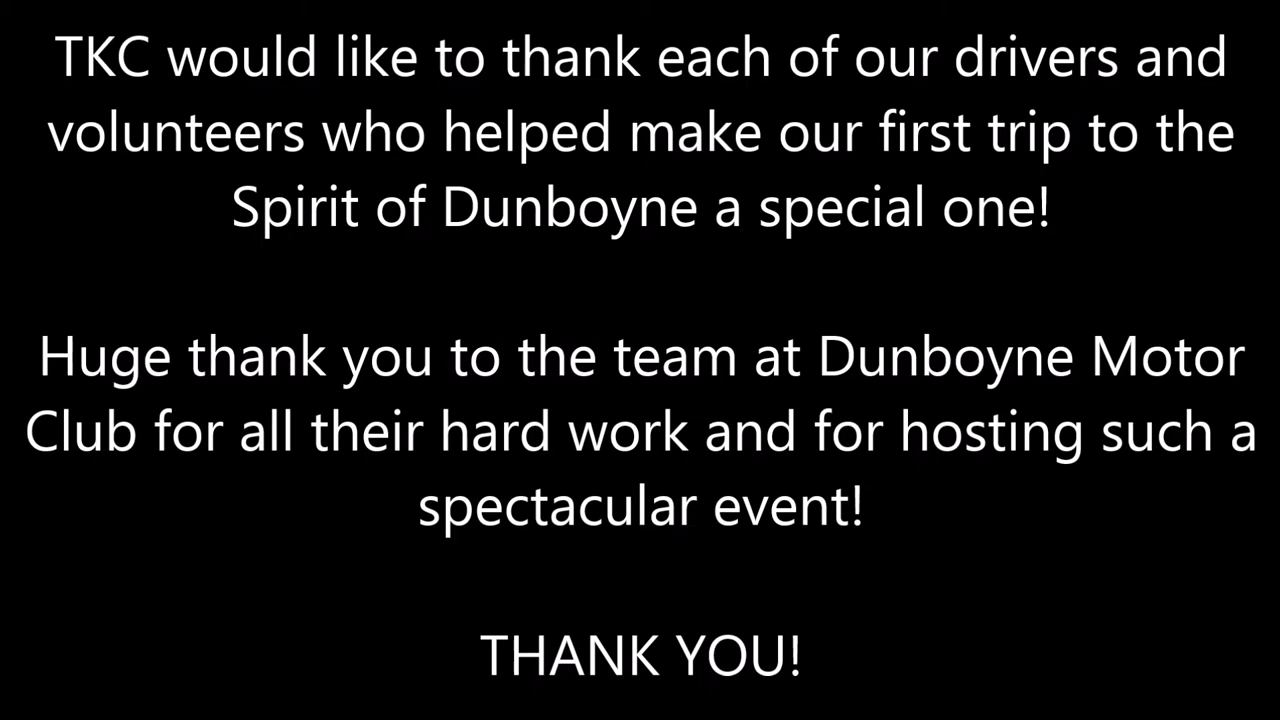 TKC would like to thank each of our drivers and
volunteers who helped make our first trip to the
Spirit of Dunboyne a special one!
Huge thank you to the team at Dunboyne Motor
Club for all their hard work and for hosting such a
spectacular event!
THANK YOU!